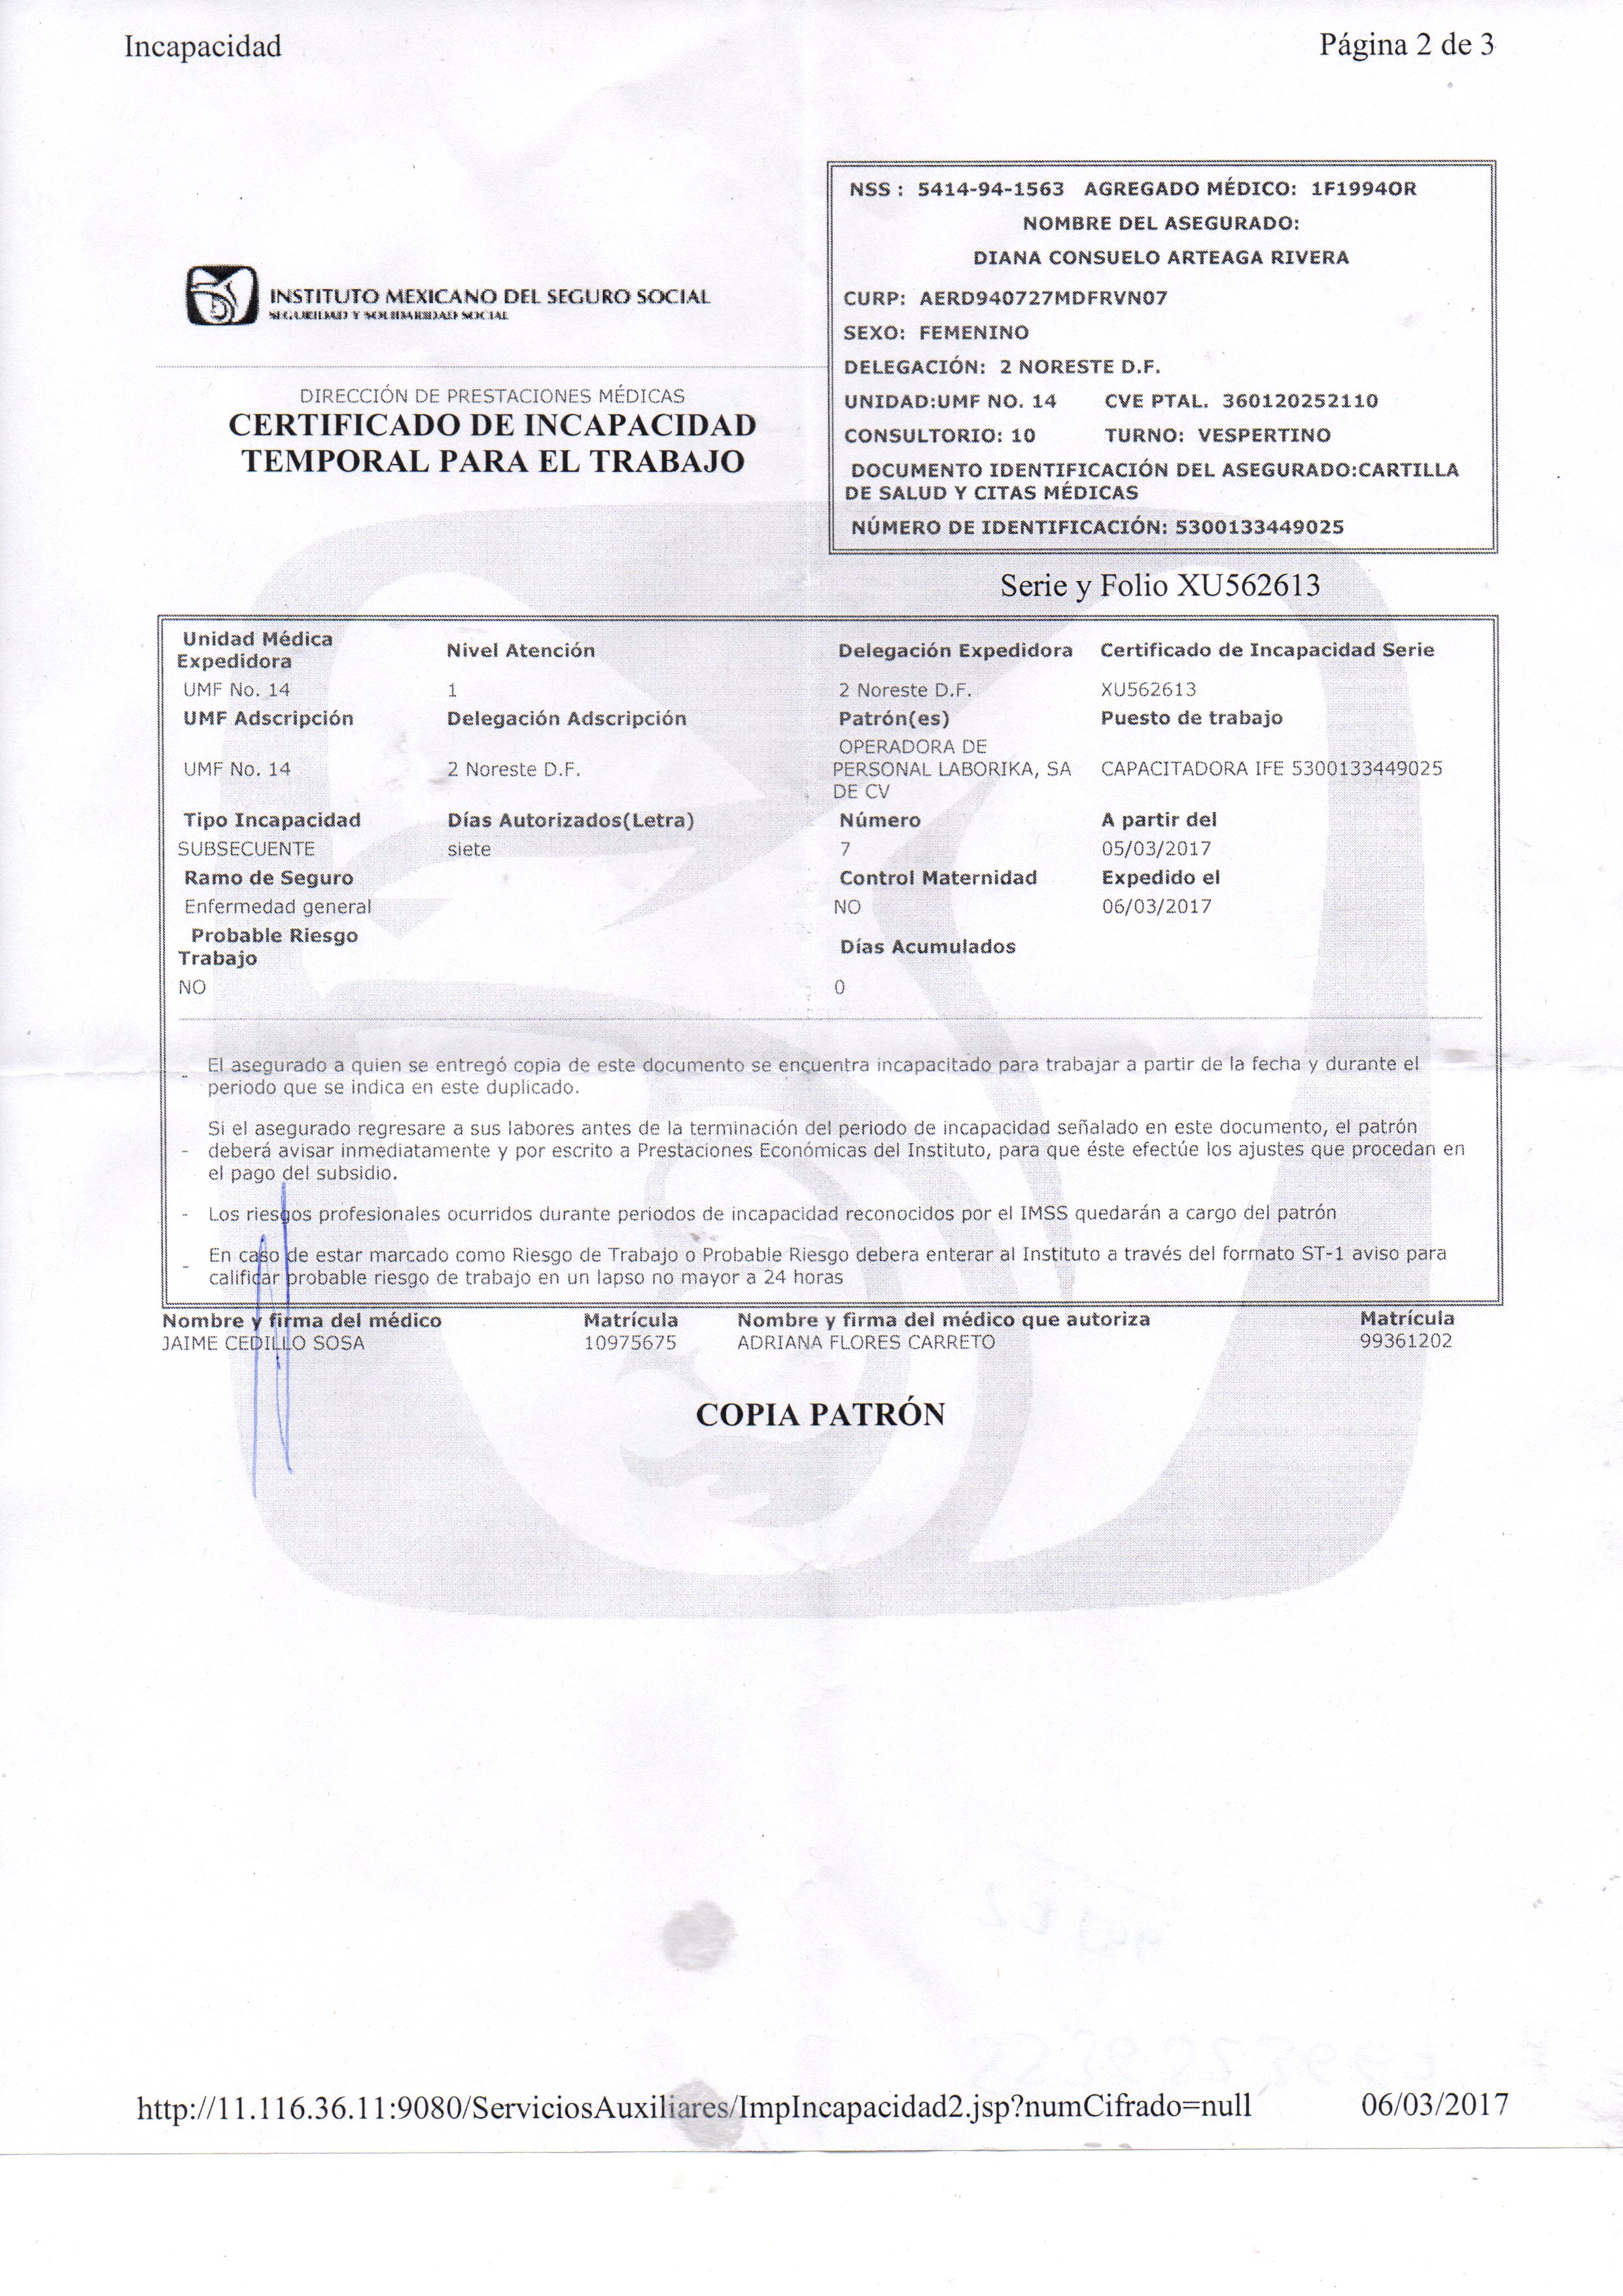 Incapacidad
Página 2 de 3
NSS : 5414-94-1563 AGREGADO MÉDICO: 1F1994OR
NOMBRE DEL ASEGURADO:
DIANA CONSUELO ARTEAGA RIVERA
CURP: AERD940727MDFRVN07
SEXO: FEMENINO
DELEGACIÓN: 2 NORESTE D.F.
UNIDAD:UMF NO. 14 CVE PTAL. 360120252110
CONSULTORIO: 10 TURNO: VESPERTINO
DOCUMENTO IDENTIFICACIÓN DEL ASEGURADO:CARTILLA
DE SALUD Y CITAS MÉDICAS
NÚMERO DE IDENTIFICACIÓN: 5300133449025
INSTITUTO MEXICANO DEL SEGURO SOCIAL
SEGURIDAD Y SOLIDARIDAD SOCIAL
DIRECCIÓN DE PRESTACIONES MÉDICAS
CERTIFICADO DE INCAPACIDAD
TEMPORAL PARA EL TRABAJO
Serie y Folio XU562613
Unidad Médica
Expedidora
Nivel Atención
Delegación Expedidora
Certificado de Incapacidad Serie
UMF No. 14
1
2 Noreste D.F.
XU562613
UMF Adscripción
Delegación Adscripción
Patrón(es)
Puesto de trabajo
UMF No. 14
2 Noreste D.F.
OPERADORA DE
PERSONAL LABORIKA, SA
DE CV
CAPACITADORA IFE 5300133449025
Tipo Incapacidad
Días Autorizados(Letra)
Número
A partir del
SUBSECUENTE
siete
7
05/03/2017
Ramo de Seguro
Control Maternidad
Expedido el
Enfermedad general
NO
06/03/2017
Probable Riesgo
Trabajo
Días Acumulados
NO
0
- El asegurado a quien se entregó copia de este documento se encuentra incapacitado para trabajar a partir de la fecha y durante el
periodo que se indica en este duplicado.
Si el asegurado regresare a sus labores antes de la terminación del periodo de incapacidad señalado en este documento, el patrón
- deberá avisar inmediatamente y por escrito a Prestaciones Económicas del Instituto, para que éste efectúe los ajustes que procedan en
el pago del subsidio.
- Los riesgos profesionales ocurridos durante periodos de incapacidad reconocidos por el IMSS quedarán a cargo del patrón
- En caso de estar marcado como Riesgo de Trabajo o Probable Riesgo debera enterar al Instituto a través del formato ST-1 aviso para
calificar probable riesgo de trabajo en un lapso no mayor a 24 horas
Nombre y firma del médico
Matrícula
Nombre y firma del médico que autoriza
Matrícula
JAIME CEDILLO SOSA
10975675
ADRIANA FLORES CARRETO
99361202
COPIA PATRÓN
http://11.116.36.11:9080/ServiciosAuxiliares/ImpIncapacidad2.jsp?numCifrado=null
06/03/2017